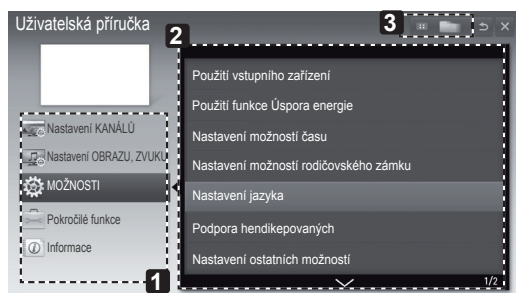 Uživatelská příručka
3
2
Nastavení KANÁLŮ
Nastavení OBRAZU, ZVUKU
MOŽNOSTI
Pokročilé funkce
Informace
1
Použití vstupního zařízení
Použití funkce Úspora energie
Nastavení možností času
Nastavení možností rodičovského zámku
Nastavení jazyka
Podpora hendikepovaných
Nastavení ostatních možností
1/2